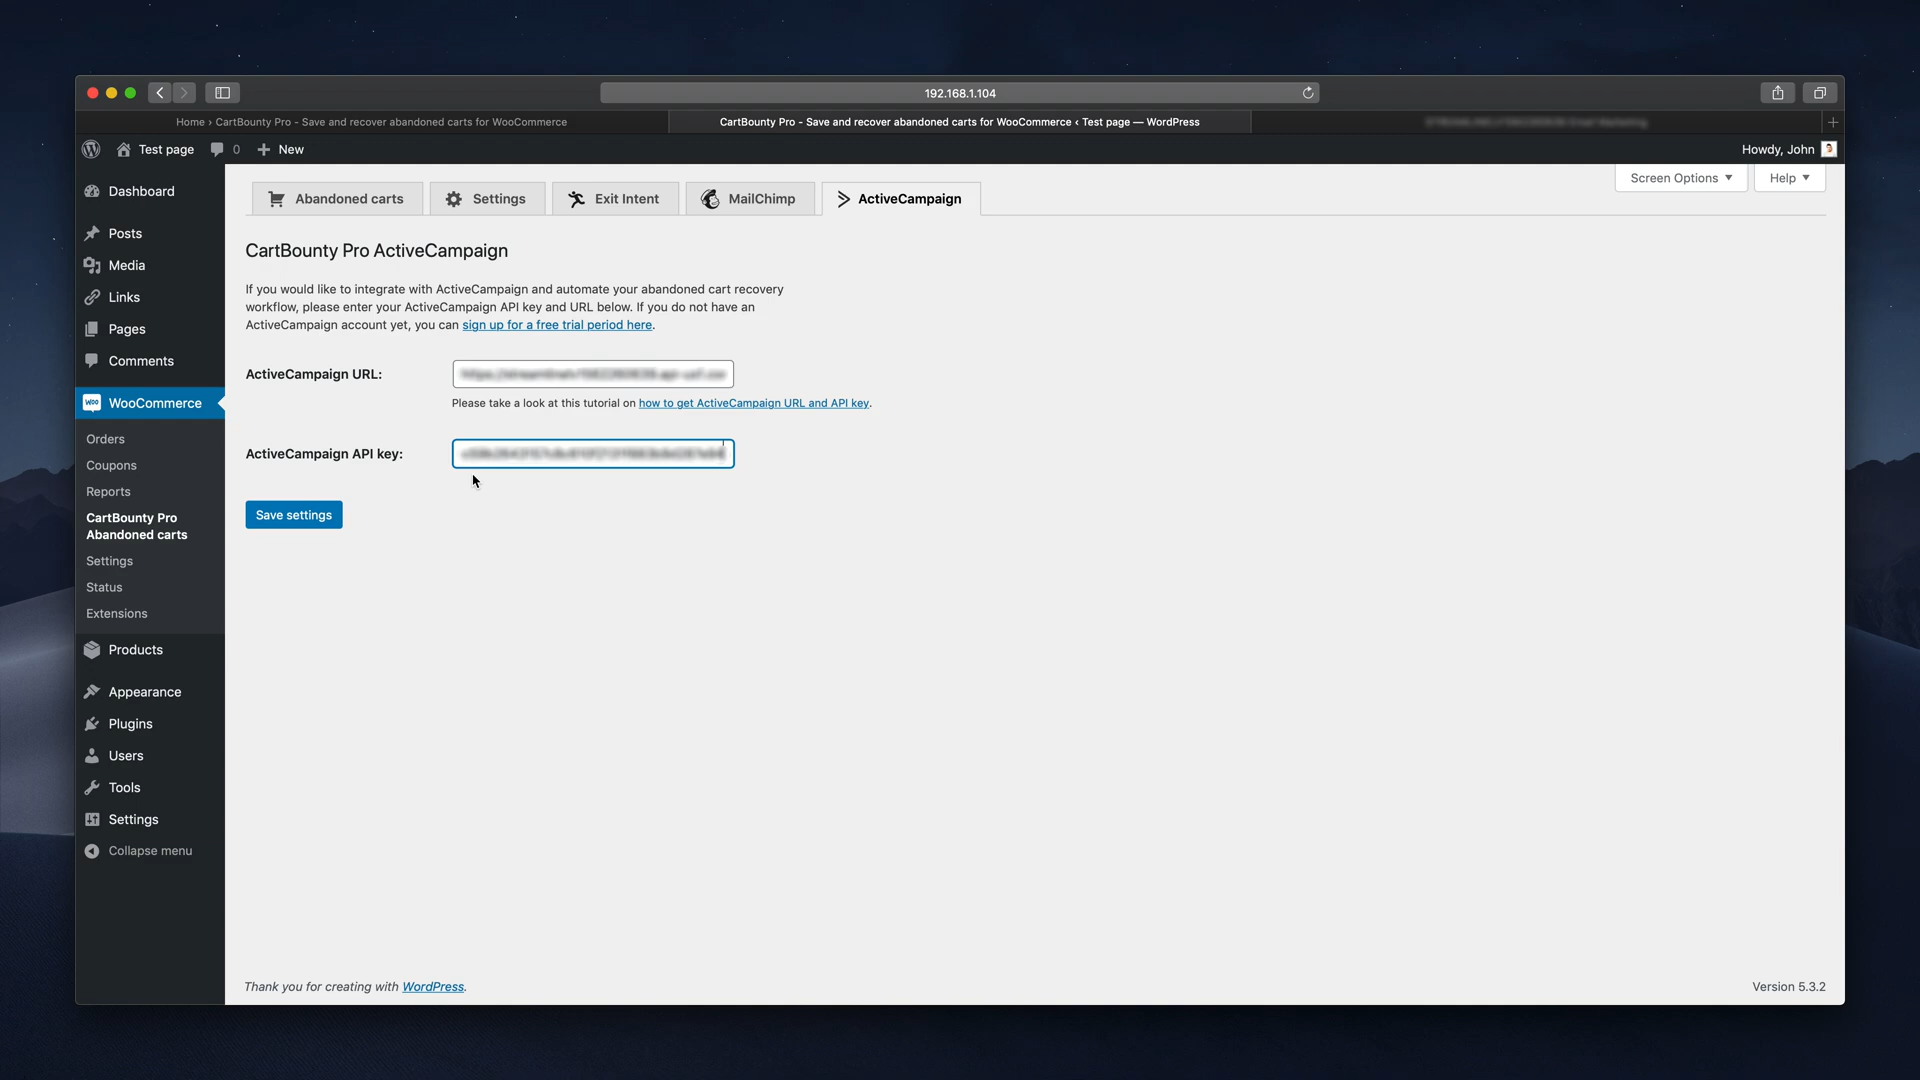 192.168.1.104
Home › CartBounty Pro - Save and recover abandoned carts for WooCommerce
CartBounty Pro - Save and recover abandoned carts for WooCommerce ‹ Test page — WordPress
Test page
0
New
Howdy, John
Dashboard
Posts
Media
Links
Pages
Comments
Woo
WooCommerce
Orders
Coupons
Reports
CartBounty Pro
Abandoned carts
Settings
Status
Extensions
Products
Appearance
Plugins
Users
Tools
Settings
Collapse menu
Screen Options
Help
Abandoned carts
Settings
Exit Intent
MailChimp
ActiveCampaign
CartBounty Pro ActiveCampaign
If you would like to integrate with ActiveCampaign and automate your abandoned cart recovery
workflow, please enter your ActiveCampaign API key and URL below. If you do not have an
ActiveCampaign account yet, you can sign up for a free trial period here.
ActiveCampaign URL:
Please take a look at this tutorial on how to get ActiveCampaign URL and API key.
ActiveCampaign API key:
Save settings
Thank you for creating with WordPress.
Version 5.3.2